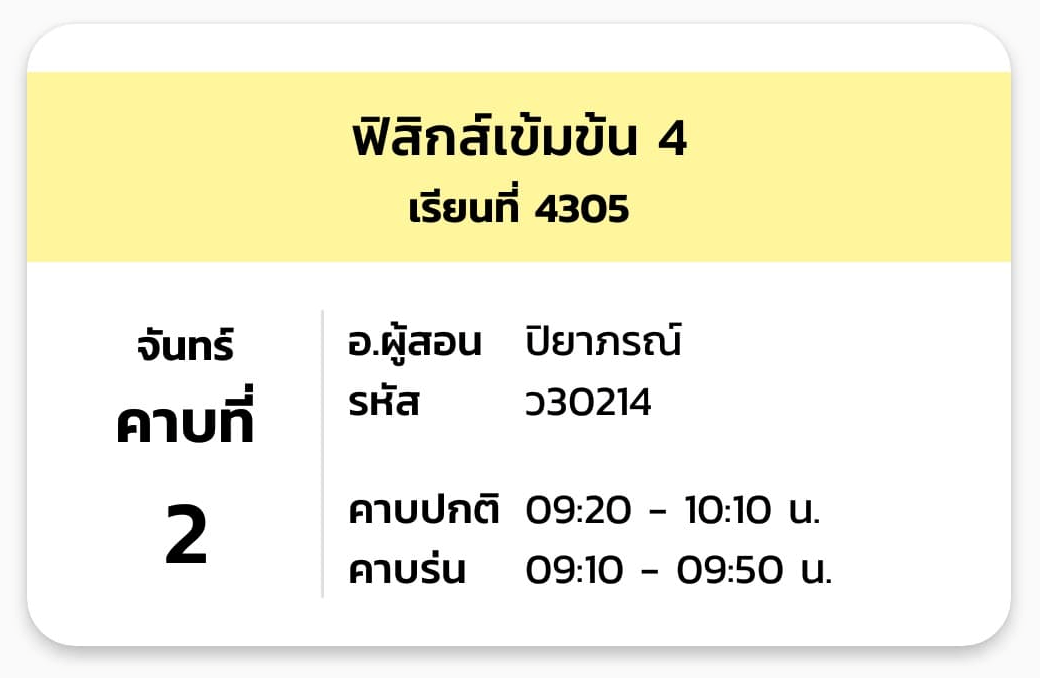 ฟิสิกส์เข้มข้น 4
เรียนที่ 4305
จันทร์
คาบที่
2
อ.ผู้สอน ปิยาภรณ์
รหัส ว30214
คาบปกติ 09:20 - 10:10 น.
คาบร่น 09:10 - 09:50 น.